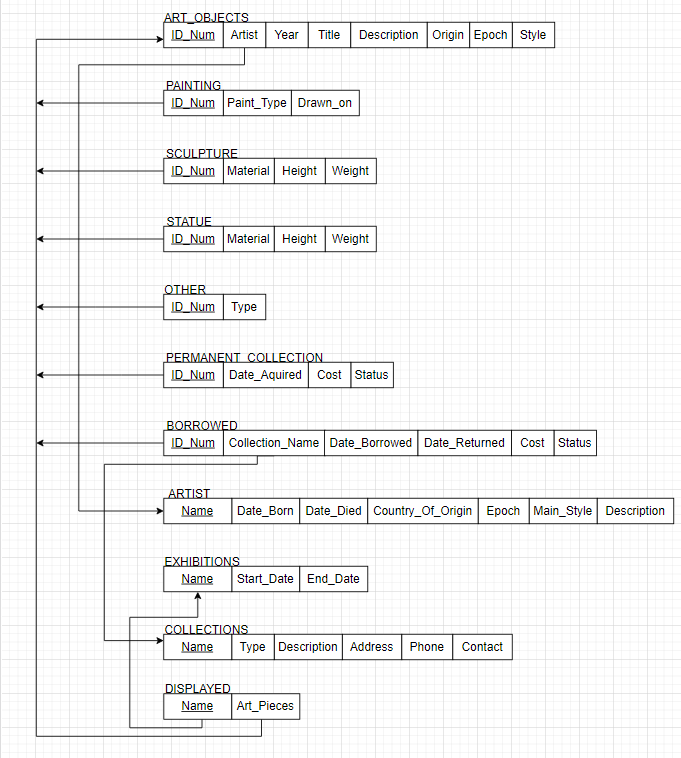 ART_OBJECTS
ID_Num Artist Year Title Description Origin Epoch Style
PAINTING
ID_Num Paint_Type Drawn_on
SCULPTURE
ID_Num Material Height Weight
STATUE
ID_Num Material Height Weight
OTHER
ID_Num Type
PERMANENT_COLLECTION
ID_Num Date_Aquired Cost Status
BORROWED
ID_Num Collection_Name Date_Borrowed Date_Returned Cost Status
ARTIST
Name Date_Born Date_Died Country_Of_Origin Epoch Main_Style Description
EXHIBITIONS
Name Start_Date End_Date
COLLECTIONS
Name Type Description Address Phone Contact
DISPLAYED
Name Art_Pieces